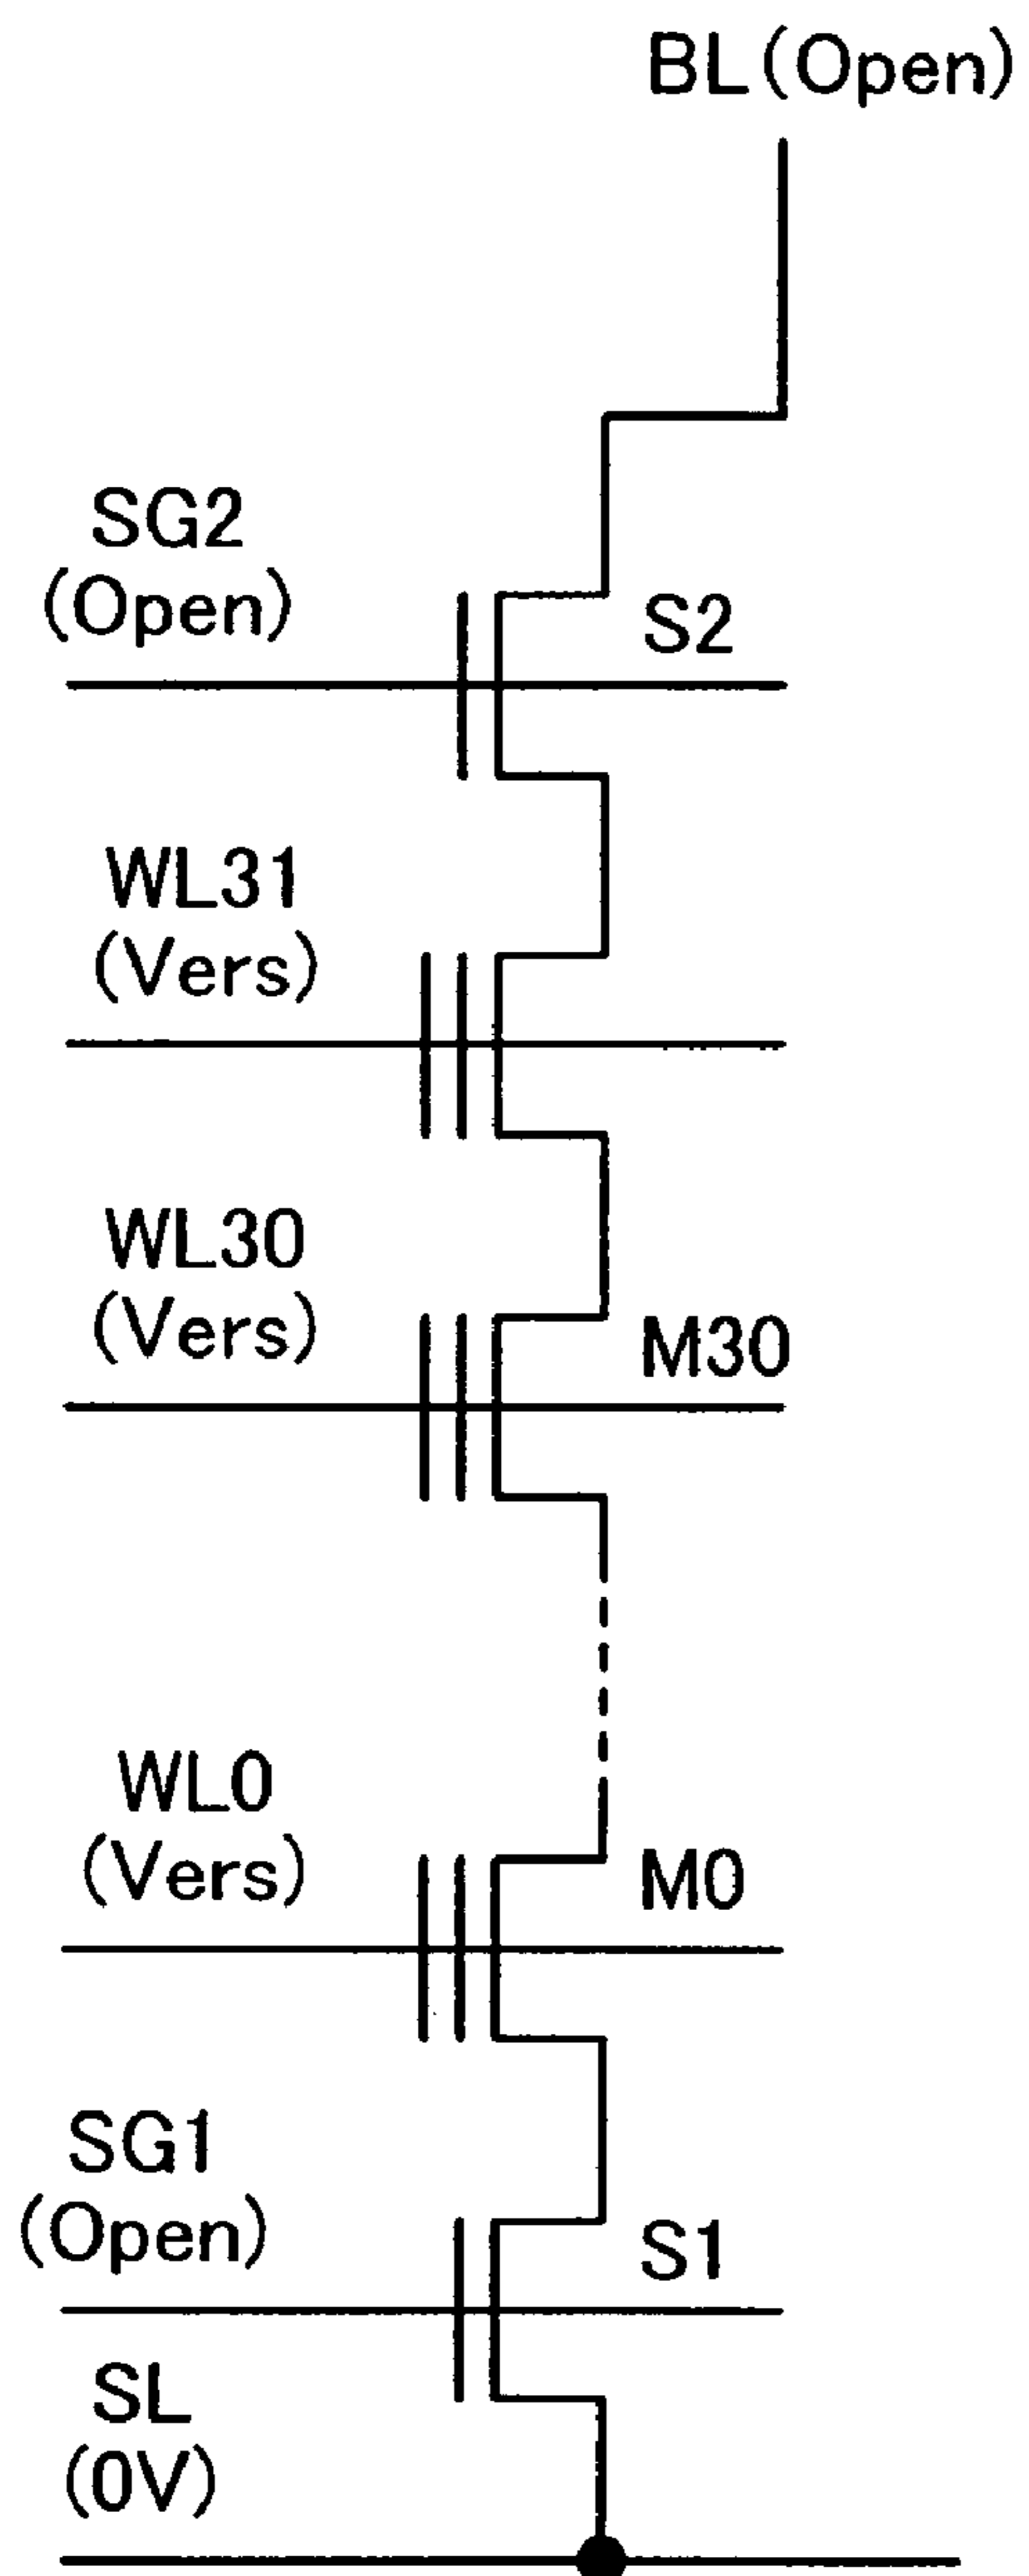 BL(Open)
SG2
(Open)
S2
WL31
(Vers)
WL30
(Vers)
M30
WL0
(Vers)
M0
SG1
(Open)
S1
SL
(0V)